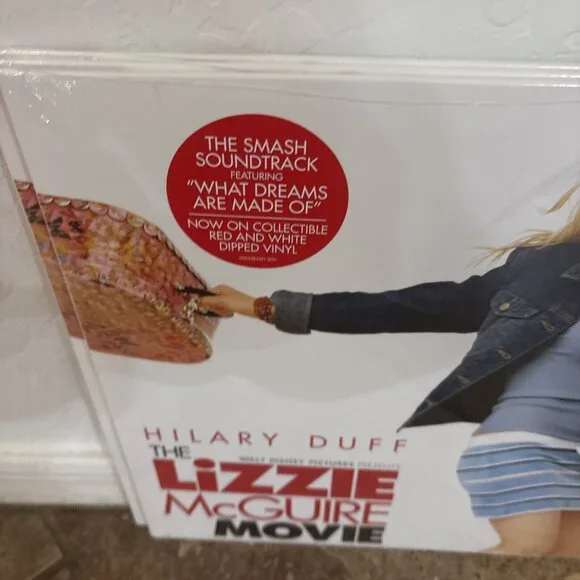 THE SMASH
SOUNDTRACK
FEATURING
"WHAT DREAMS
ARE MADE OF"
NOW ON COLLECTIBLE
RED AND WHITE
DIPPED VINYL
HILARY DUFF
WALT DISNEY PICTURES PRESENTS
THE
LiZZIE
McGUIRE
MOVIE